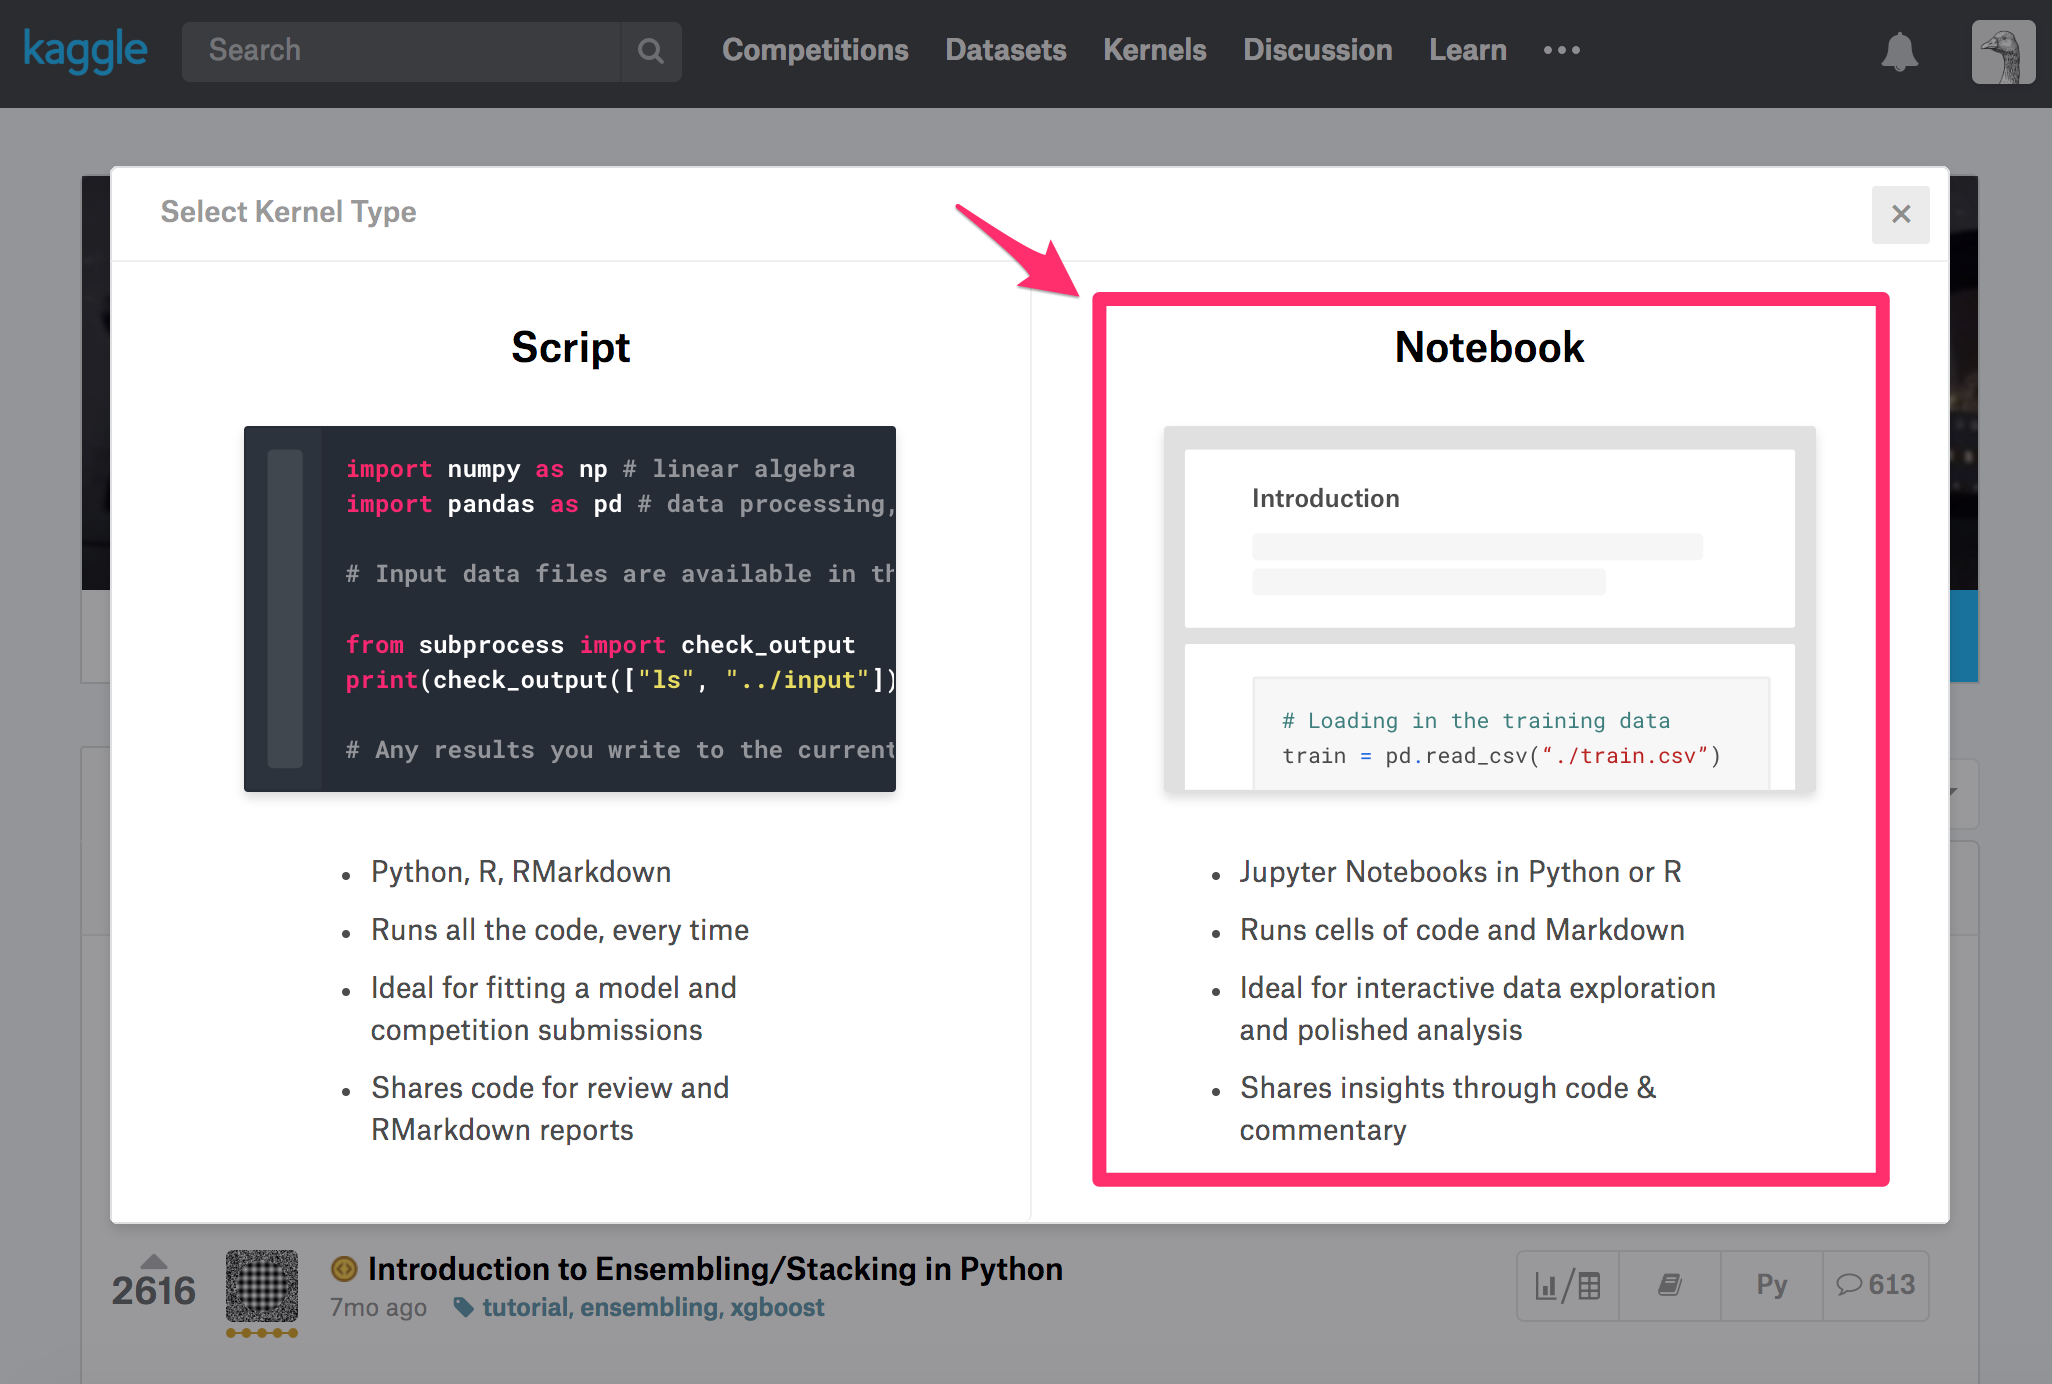 kaggle
Search
Competitions
Datasets
Kernels
Discussion
Learn
Select Kernel Type
Script
import numpy as np # linear algebra
import pandas as pd # data processing,
# Input data files are available in th
from subprocess import check_output
print(check_output(["ls", "../input"])
# Any results you write to the current
Python, R, RMarkdown
Runs all the code, every time
Ideal for fitting a model and
competition submissions
Shares code for review and
RMarkdown reports
Notebook
Introduction
# Loading in the training data
train = pd.read_csv(“./train.csv”)
Jupyter Notebooks in Python or R
Runs cells of code and Markdown
Ideal for interactive data exploration
and polished analysis
Shares insights through code &
commentary
2616
Introduction to Ensembling/Stacking in Python
7mo ago
tutorial, ensembling, xgboost
Py
613